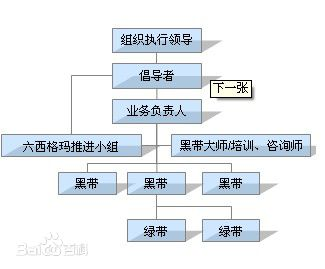 组织执行领导
倡导者
下一张
业务负责人
六西格玛推进小组
黑带大师/培训、咨询师
黑带
黑带
黑带
绿带
绿带
Bai百科